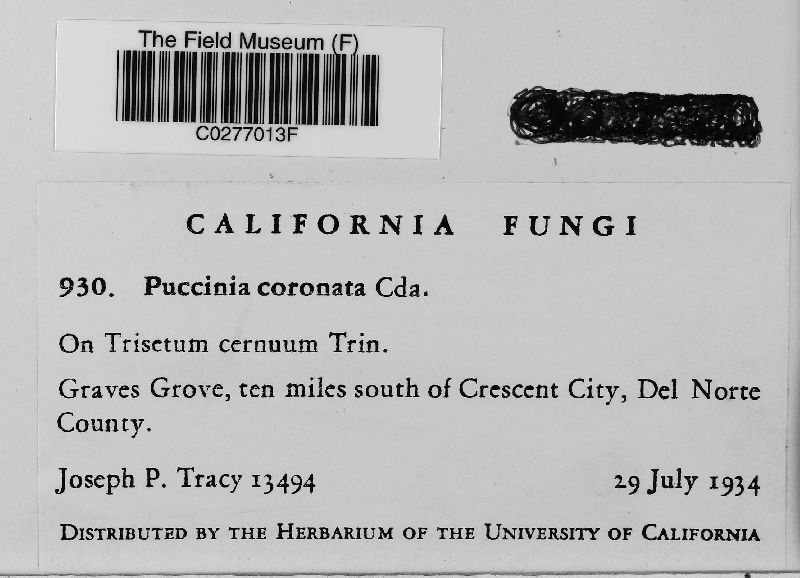 The Field Museum (F)
C0277013F
CALIFORNIA FUNGI
930. Puccinia coronata Cda.
On Trisetum cernuum Trin.
Graves Grove, ten miles south of Crescent City, Del Norte
County.
Joseph P. Tracy 13494 29 July 1934
DISTRIBUTED BY THE HERBARIUM OF THE UNIVERSITY OF CALIFORNIA